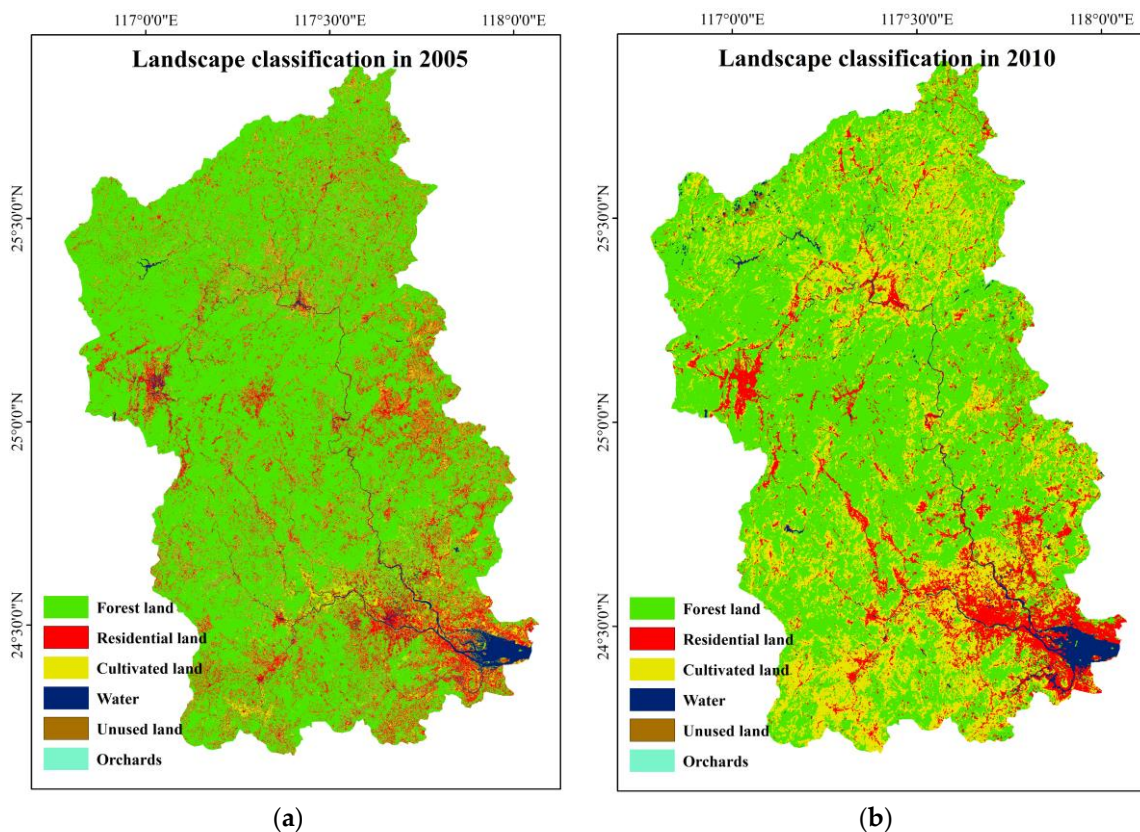 117°0'0"E 117°30'0"E 118°0'0"E
Landscape classification in 2005
25°30'0"N
25°0'0"N
24°30'0"N
Forest land
Residential land
Cultivated land
Water
Unused land
Orchards
(a)
117°0'0"E 117°30'0"E 118°0'0"E
Landscape classification in 2010
25°30'0"N
25°0'0"N
24°30'0"N
Forest land
Residential land
Cultivated land
Water
Unused land
Orchards
(b)